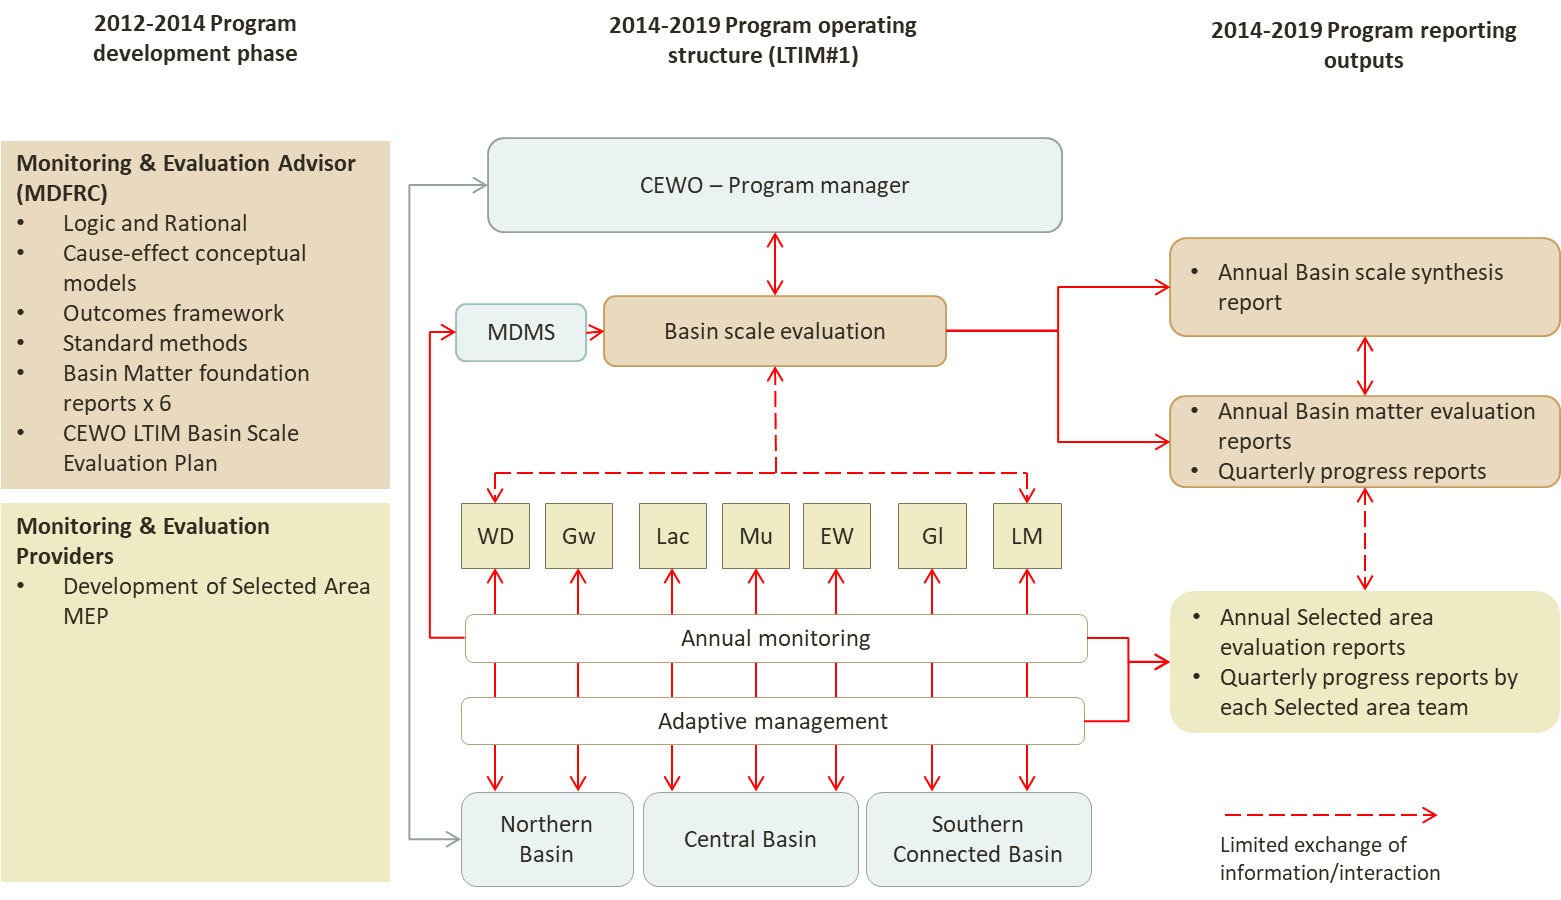 2012-2014 Program
development phase
2014-2019 Program operating
structure (LTIM#1)
2014-2019 Program reporting
outputs
Monitoring & Evaluation Advisor
(MDFRC)
• Logic and Rational
• Cause-effect conceptual
models
• Outcomes framework
• Standard methods
• Basin Matter foundation
reports x 6
• CEWO LTIM Basin Scale
Evaluation Plan
Monitoring & Evaluation
Providers
• Development of Selected Area
MEP
CEWO – Program manager
MDMS
Basin scale evaluation
WD
Gw
Lac
Mu
EW
Gl
LM
Annual monitoring
Adaptive management
Northern
Basin
Central Basin
Southern
Connected Basin
• Annual Basin scale synthesis
report
• Annual Basin matter evaluation
reports
• Quarterly progress reports
• Annual Selected area
evaluation reports
• Quarterly progress reports by
each Selected area team
Limited exchange of
information/interaction